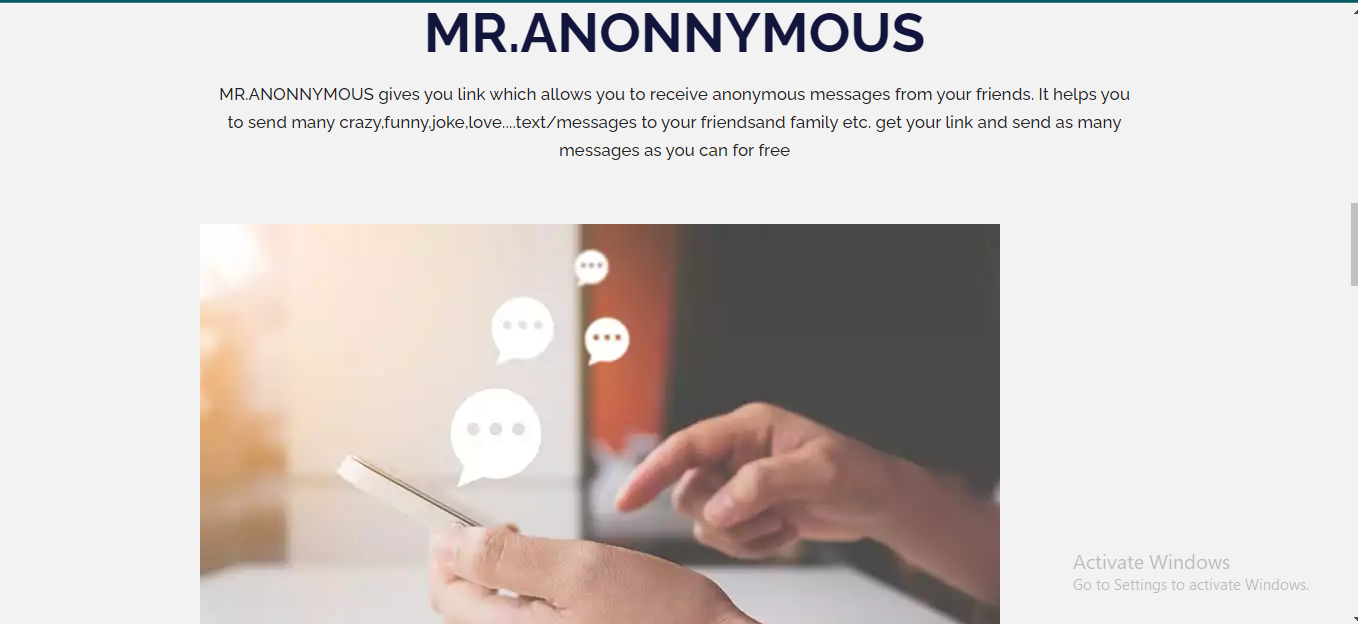 MR.ANONNYMOUS
MR.ANONNYMOUS gives you link which allows you to receive anonymous messages from your friends. It helps you
to send many crazy,funny,joke,love....text/messages to your friendsand family etc. get your link and send as many
messages as you can for free
Activate Windows
Go to Settings to activate Windows.